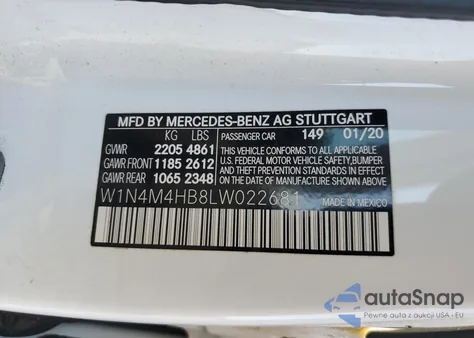 MFD BY MERCEDES-BENZ AG STUTTGART
KG LBS
GVWR 2205 4861
GAWR FRONT 1185 2612
GAWR REAR 1065 2348
PASSENGER CAR 149 01/20
THIS VEHICLE CONFORMS TO ALL APPLICABLE
U.S. FEDERAL MOTOR VEHICLE SAFETY,BUMPER
AND THEFT PREVENTION STANDARDS IN EFFECT
ON THE DATE OF MANUFACTURE SHOWN ABOVE.
W1N4M4HB8LW022681
MADE IN MEXICO
autoSnap
Pewne auta z aukcji USA - EU